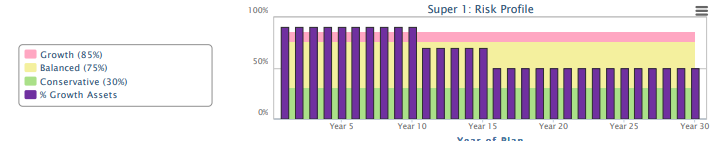 Super 1: Risk Profile
100%
50%
0%
Growth (85%)
Balanced (75%)
Conservative (30%)
% Growth Assets
Year 5
Year 10
Year 15
Year 20
Year 25
Year 30
Year of Plan